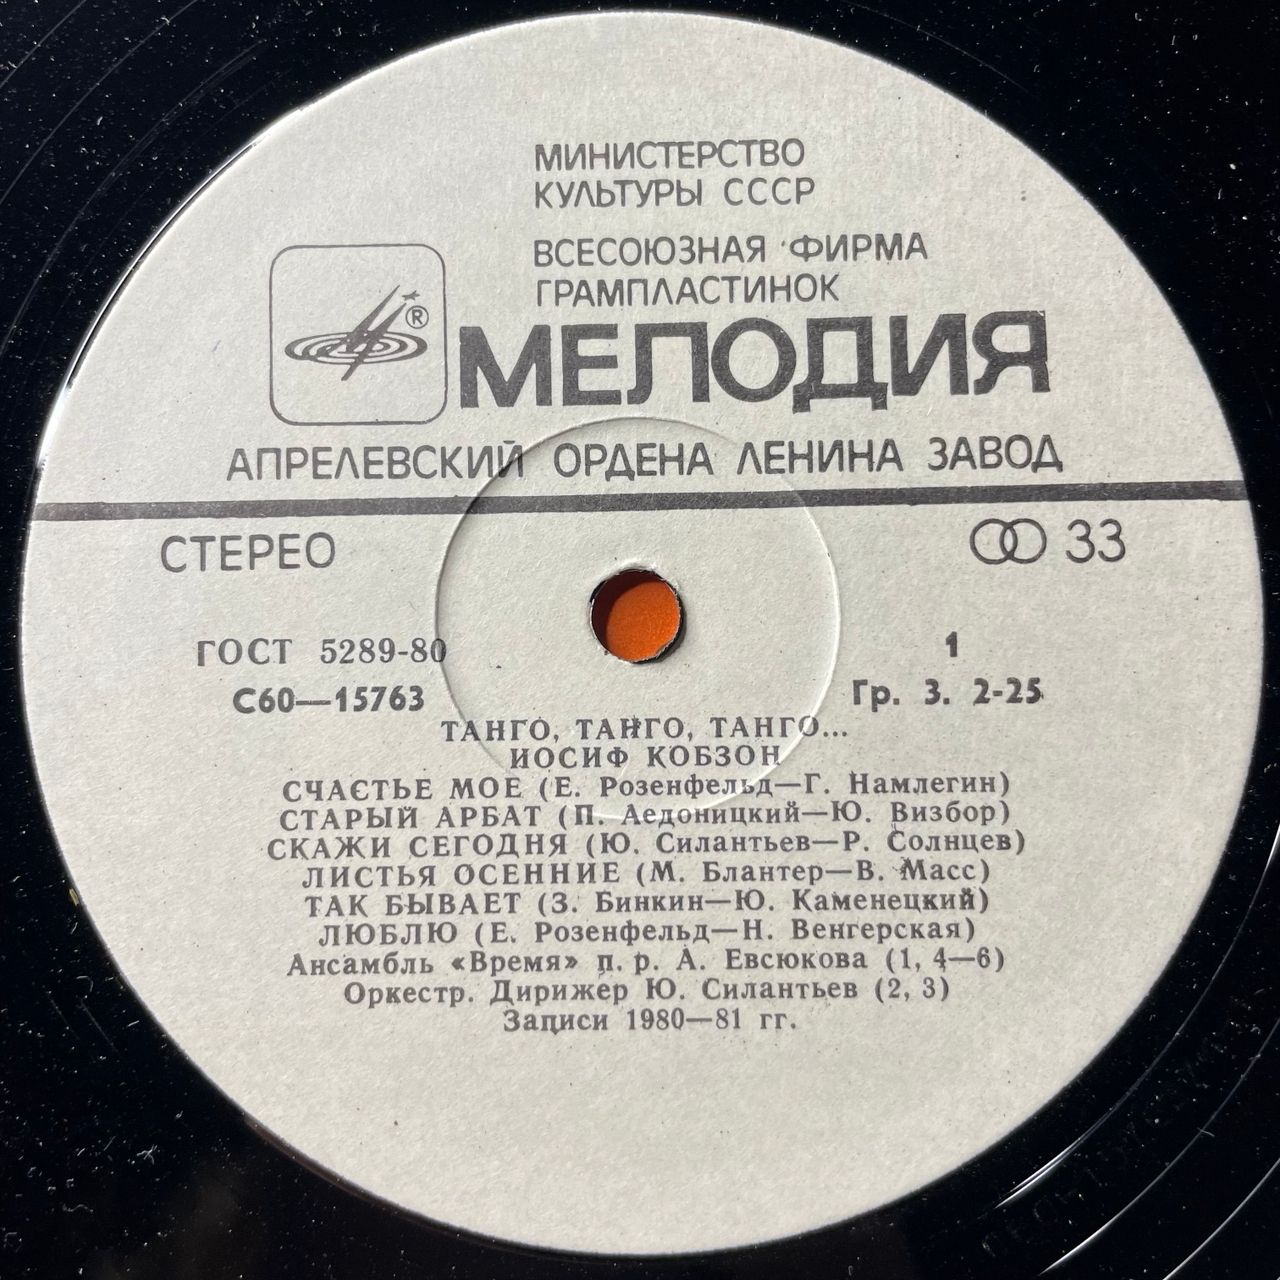 МИНИСТЕРСТВО
КУЛЬТУРЫ СССР
ВСЕСОЮЗНАЯ ФИРМА
ГРАМПЛАСТИНОК
®
МЕЛОДИЯ
АПРЕЛЕВСКИЙ ОРДЕНА ЛЕНИНА ЗАВОД
СТЕРЕО
33
ГОСТ 5289-80
1
С60—15763
Гр. 3. 2-25
ТАНГО, ТАНГО, ТАНГО...
ИОСИФ КОБЗОН
СЧАСТЬЕ МОЕ (Е. Розенфельд—Г. Намлегин)
СТАРЫЙ АРБАТ (П. Аедоницкий—Ю. Визбор)
СКАЖИ СЕГОДНЯ (Ю. Силантьев—Р. Солнцев)
ЛИСТЬЯ ОСЕННИЕ (М. Блантер—В. Масс)
ТАК БЫВАЕТ (З. Бинкин—Ю. Каменецкий)
ЛЮБЛЮ (Е. Розенфельд—Н. Венгерская)
Ансамбль «Время» п. р. А. Евсюкова (1, 4—6)
Оркестр. Дирижер Ю. Силантьев (2, 3)
Записи 1980—81 гг.